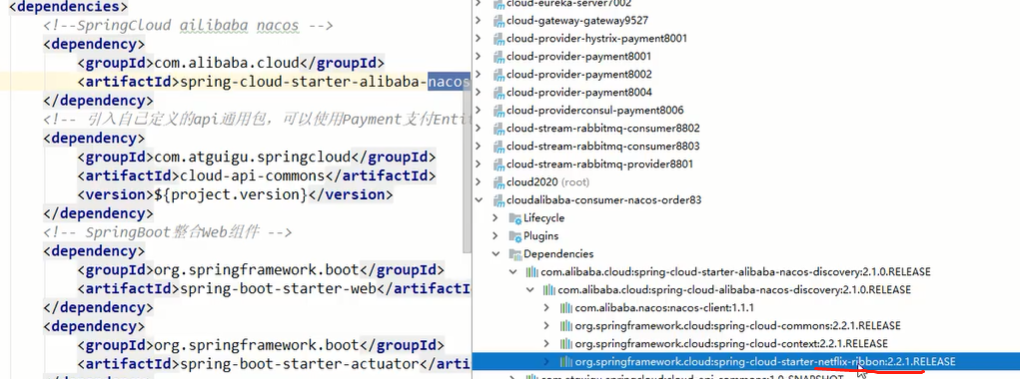 <dependencies>
<!--SpringCloud ailibaba nacos -->
<dependency>
<groupId>com.alibaba.cloud</groupId>
<artifactId>spring-cloud-starter-alibaba-nacos
</dependency>
<!-- 引入自己定义的api通用包，可以使用Payment支付Enti
<dependency>
<groupId>com.atguigu.springcloud</groupId>
<artifactId>cloud-api-commons</artifactId>
<version>${project.version}</version>
</dependency>
<!-- SpringBoot整合Web组件 -->
<dependency>
<groupId>org.springframework.boot</groupId>
<artifactId>spring-boot-starter-web</artifactI
</dependency>
<dependency>
<groupId>org.springframework.boot</groupId>
<artifactId>spring-boot-starter-actuator</arti
cloud-eureka-server7002
cloud-gateway-gateway9527
cloud-provider-hystrix-payment8001
cloud-provider-payment8001
cloud-provider-payment8002
cloud-provider-payment8004
cloud-providerconsul-payment8006
cloud-stream-rabbitmq-consumer8802
cloud-stream-rabbitmq-consumer8803
cloud-stream-rabbitmq-provider8801
cloud2020 (root)
cloudalibaba-consumer-nacos-order83
Lifecycle
Plugins
Dependencies
com.alibaba.cloud:spring-cloud-starter-alibaba-nacos-discovery:2.1.0.RELEASE
com.alibaba.cloud:spring-cloud-alibaba-nacos-discovery:2.1.0.RELEASE
com.alibaba.nacos:nacos-client:1.1.1
org.springframework.cloud:spring-cloud-commons:2.2.1.RELEASE
org.springframework.cloud:spring-cloud-context:2.2.1.RELEASE
org.springframework.cloud:spring-cloud-starter-netflix-ribbon:2.2.1.RELEASE
com.atguigu.springcloud:cloud-api-commons:1.0-SNAPSHOT